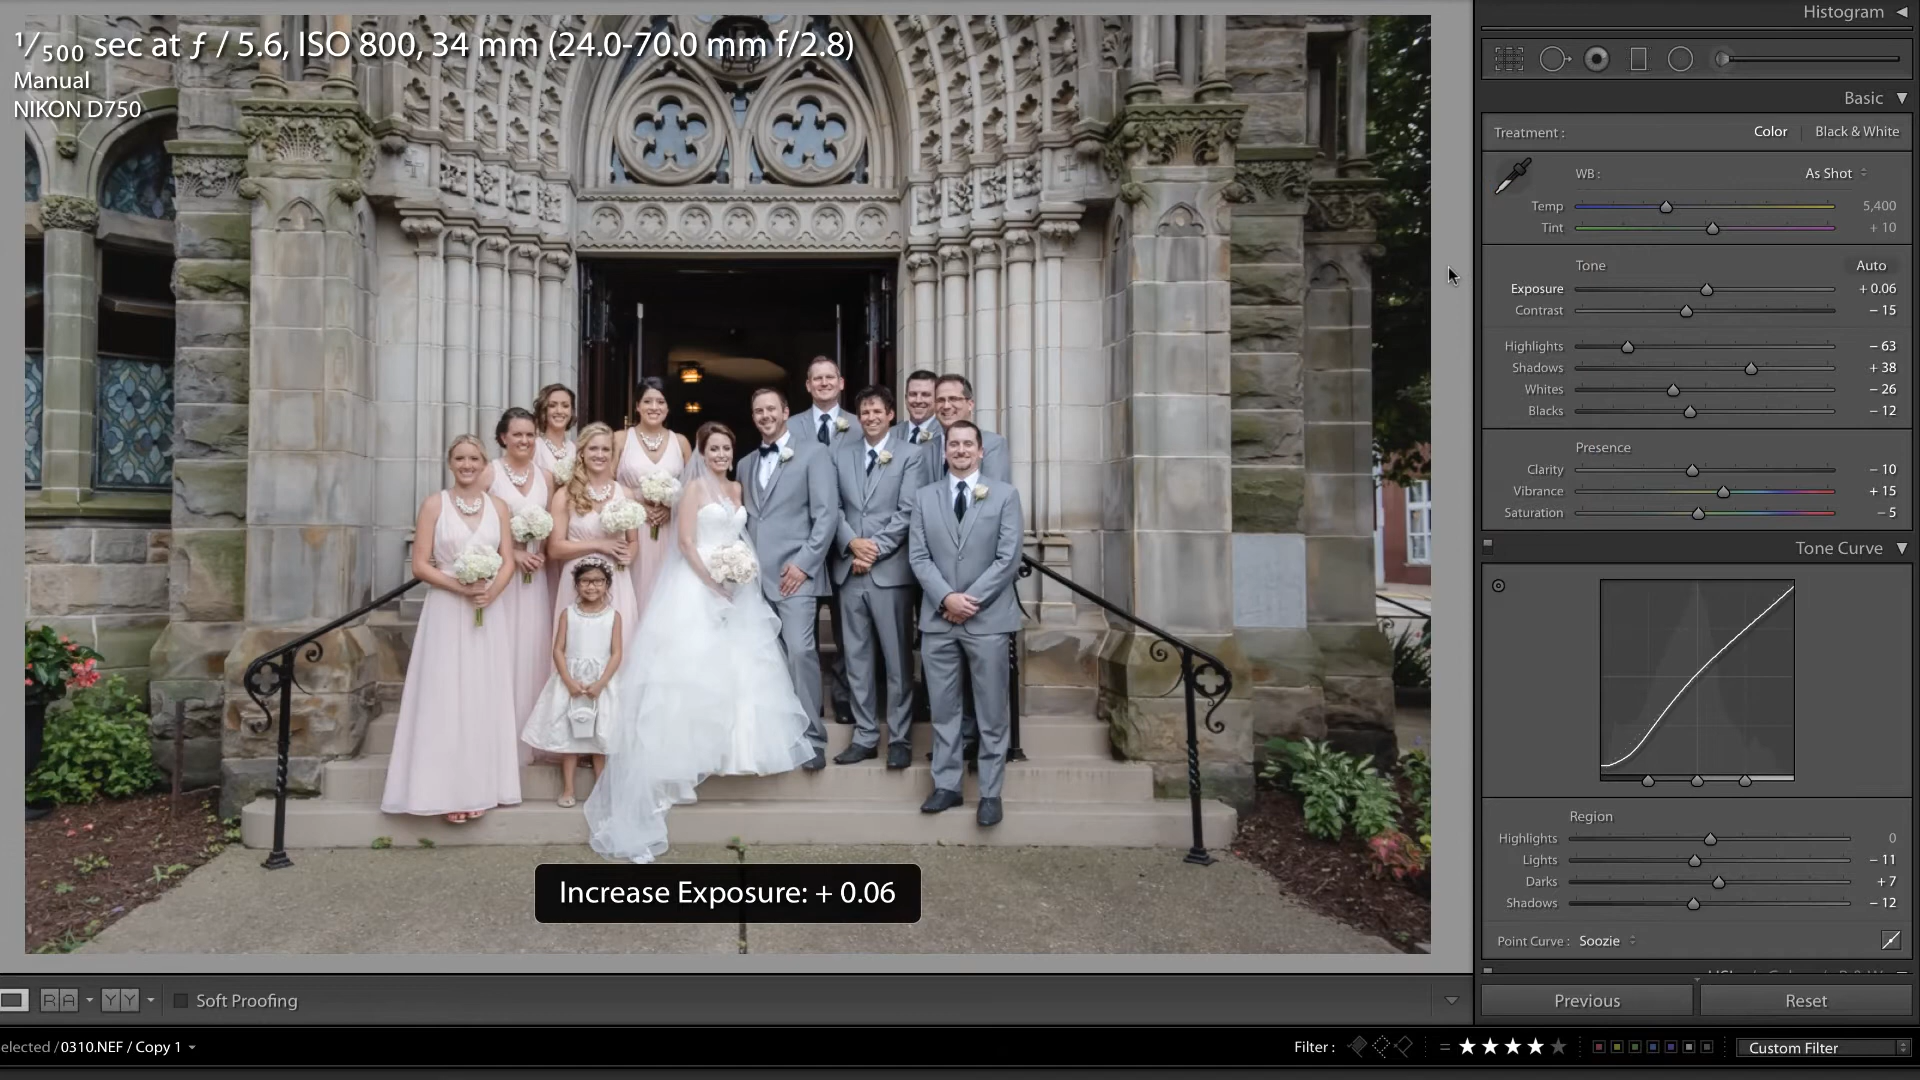 1/500 sec at ƒ / 5.6, ISO 800, 34 mm (24.0-70.0 mm f/2.8)
Manual
NIKON D750
Increase Exposure: + 0.06
Histogram
Basic
Treatment : Color | Black & White
WB : As Shot
Temp 5,400
Tint + 10
Tone Auto
Exposure + 0.06
Contrast − 15
Highlights − 63
Shadows + 38
Whites − 26
Blacks − 12
Presence
Clarity − 10
Vibrance + 15
Saturation − 5
Tone Curve
Region
Highlights 0
Lights − 11
Darks + 7
Shadows − 12
Point Curve : Soozie
Previous Reset
R A Y Y Soft Proofing
elected / 0310.NEF / Copy 1
Filter : Custom Filter